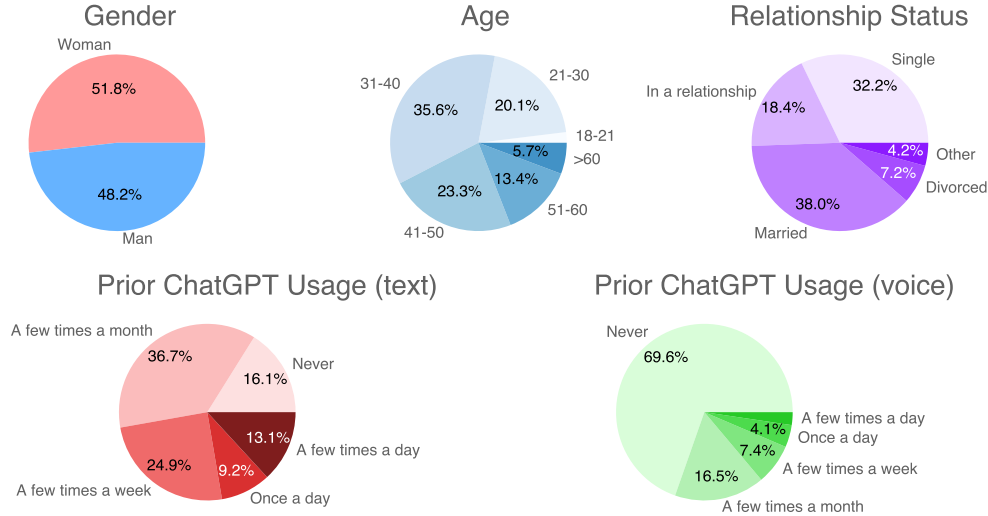 Gender
Age
Relationship Status
Woman
51.8%
48.2%
Man
31-40
21-30
35.6%
20.1%
18-21
5.7%
>60
13.4%
23.3%
51-60
41-50
Single
In a relationship
32.2%
18.4%
4.2%
Other
7.2%
Divorced
38.0%
Married
Prior ChatGPT Usage (text)
Prior ChatGPT Usage (voice)
A few times a month
36.7%
Never
16.1%
13.1%
A few times a day
24.9%
9.2%
A few times a week
Once a day
Never
69.6%
A few times a day
4.1%
Once a day
7.4%
A few times a week
16.5%
A few times a month